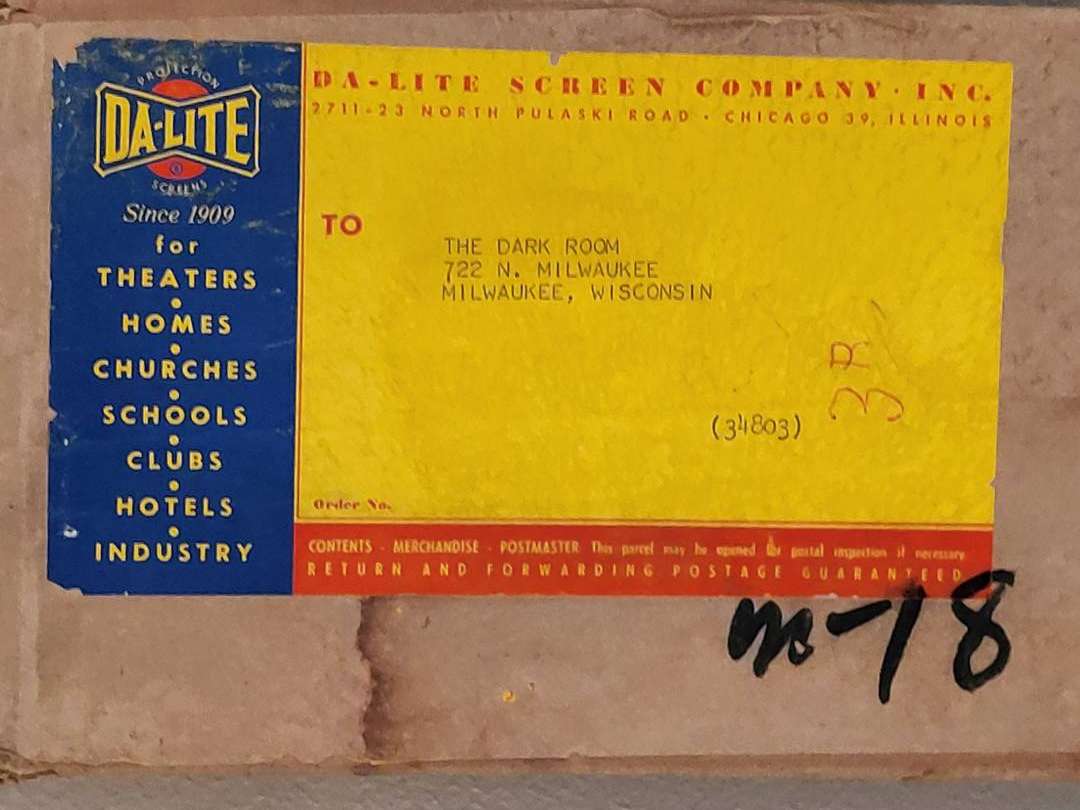 PROJECTION
DA-LITE
SCREENS
Since 1909
for
THEATERS
•
HOMES
•
CHURCHES
•
SCHOOLS
•
CLUBS
•
HOTELS
•
INDUSTRY
DA-LITE SCREEN COMPANY · INC.
2711-23 NORTH PULASKI ROAD • CHICAGO 39, ILLINOIS
TO
THE DARK ROOM
722 N. MILWAUKEE
MILWAUKEE, WISCONSIN
3R
(34803)
Order No.
CONTENTS - MERCHANDISE - POSTMASTER This parcel may be opened for postal inspection if necessary
RETURN AND FORWARDING POSTAGE GUARANTEED
m-18